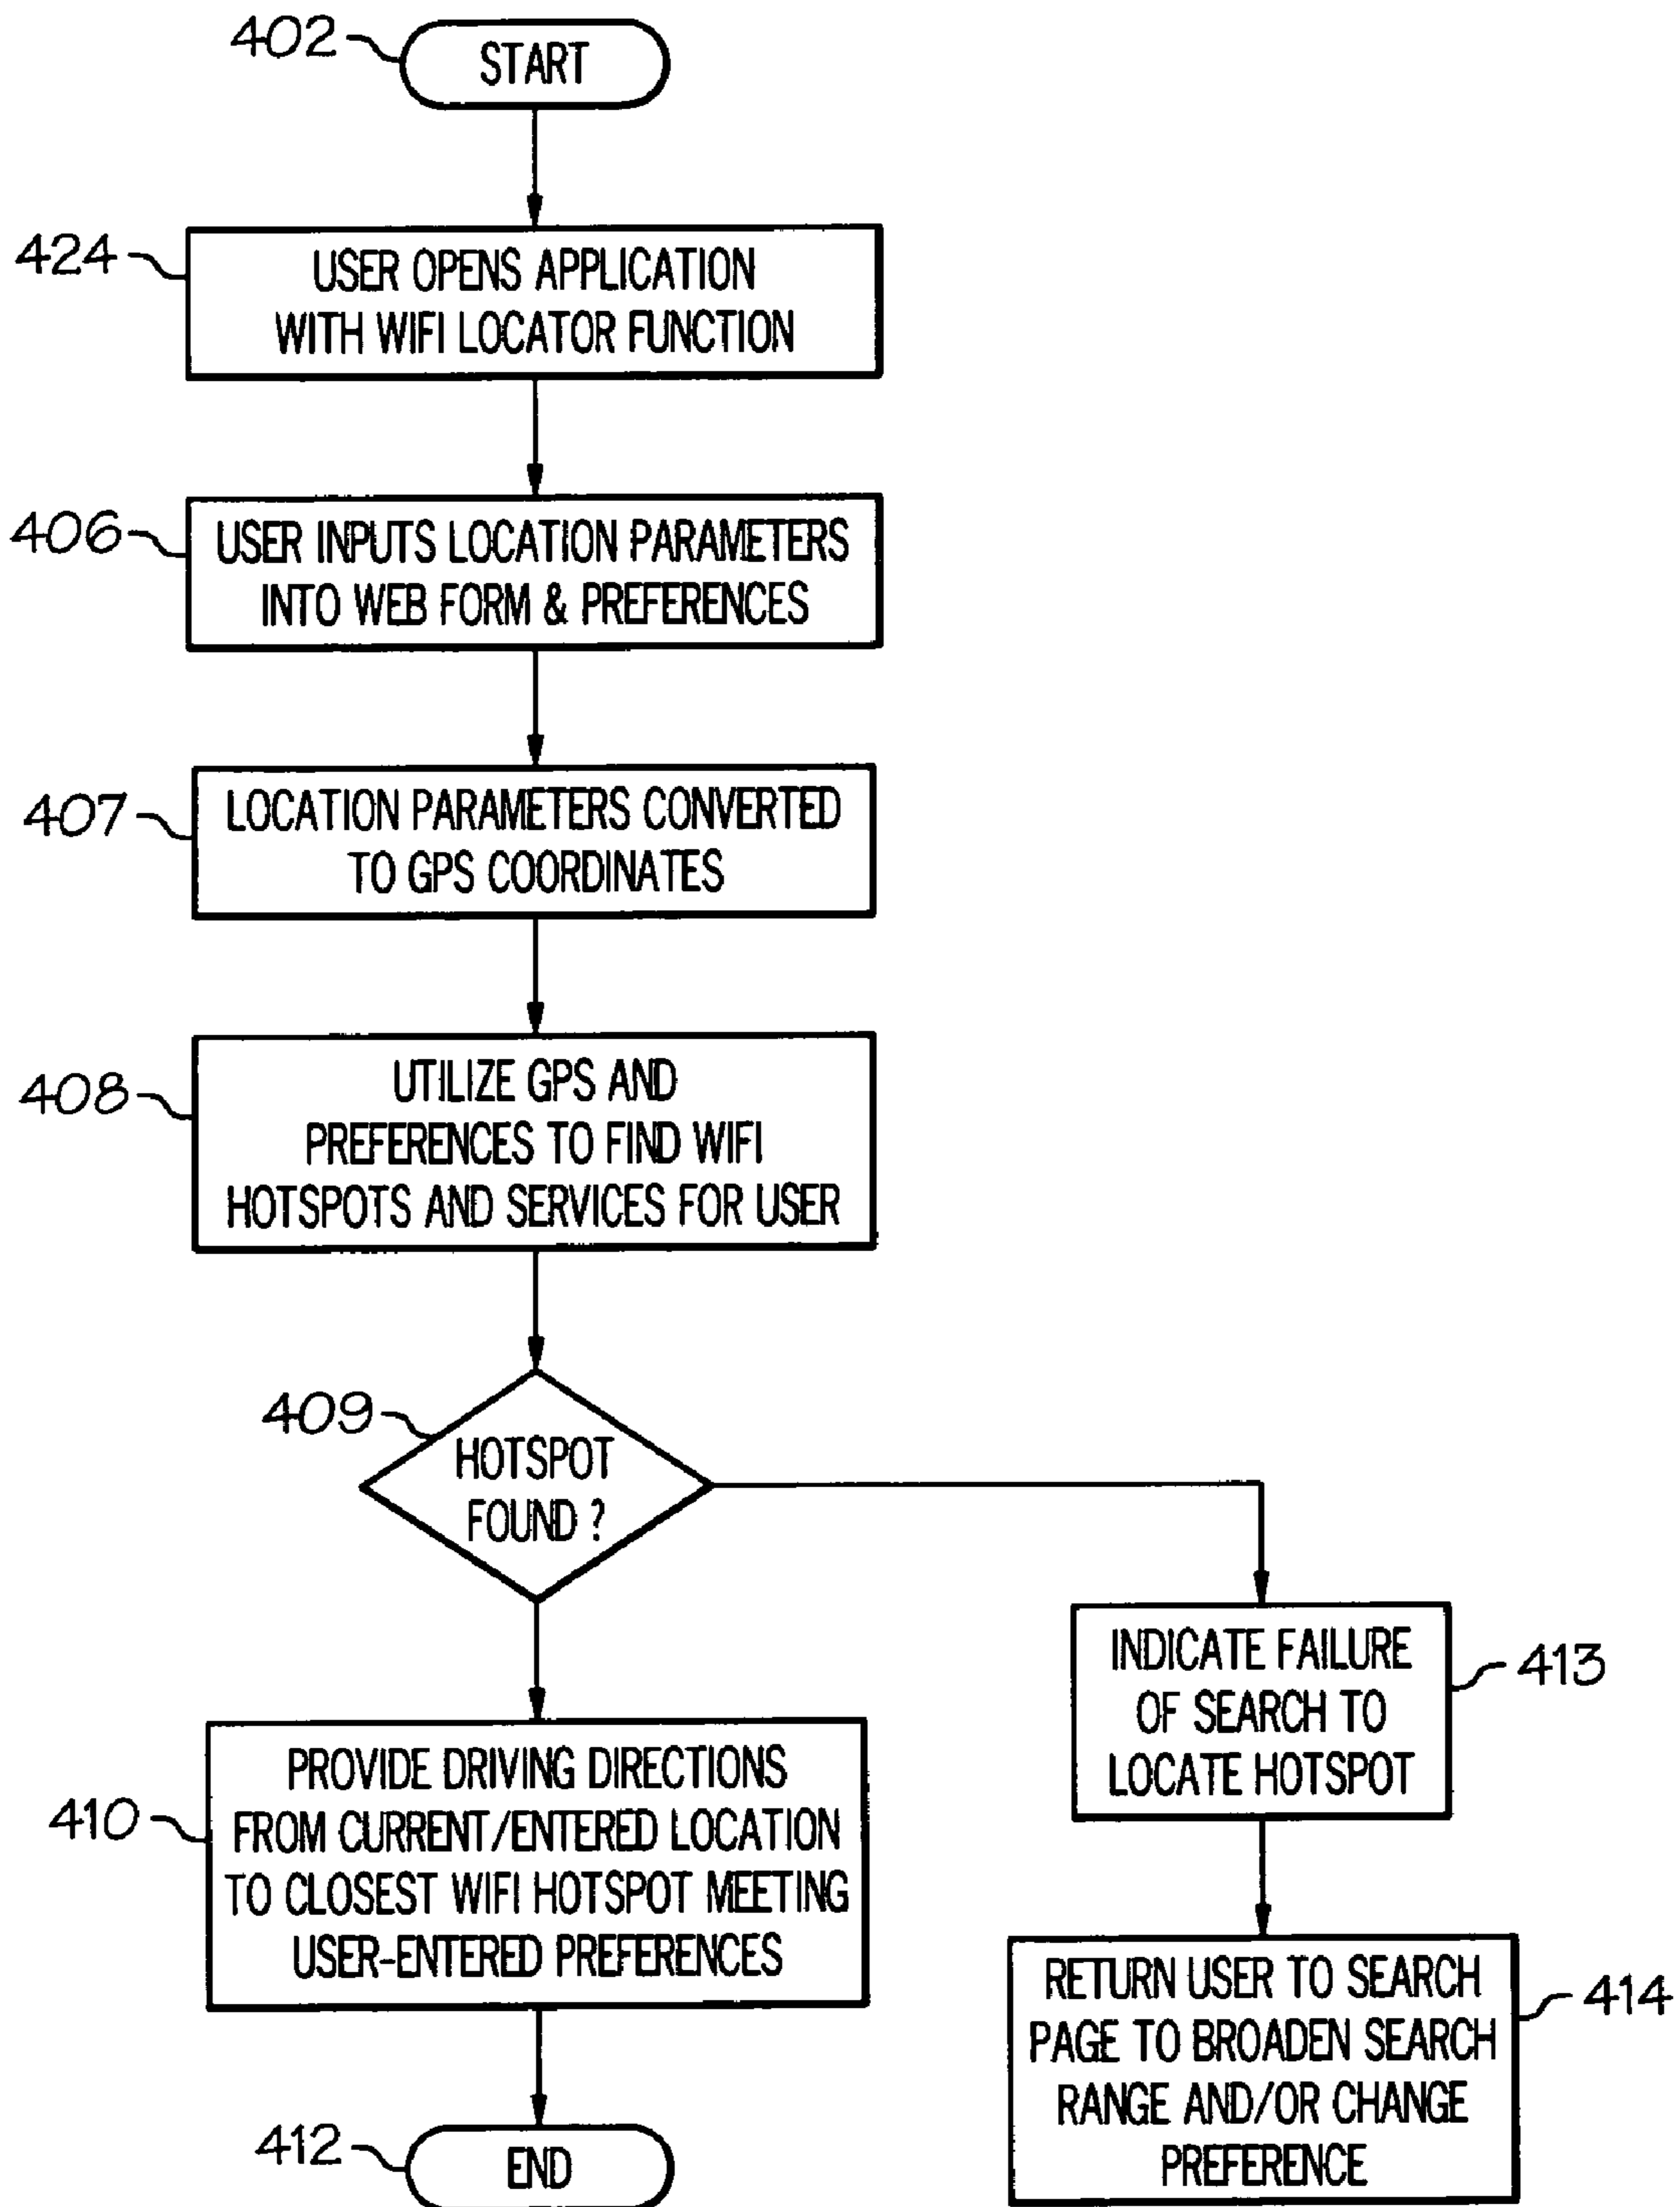 402
START
424
USER OPENS APPLICATION
WITH WIFI LOCATOR FUNCTION
406
USER INPUTS LOCATION PARAMETERS
INTO WEB FORM & PREFERENCES
407
LOCATION PARAMETERS CONVERTED
TO GPS COORDINATES
408
UTILIZE GPS AND
PREFERENCES TO FIND WIFI
HOTSPOTS AND SERVICES FOR USER
409
HOTSPOT
FOUND ?
410
PROVIDE DRIVING DIRECTIONS
FROM CURRENT/ENTERED LOCATION
TO CLOSEST WIFI HOTSPOT MEETING
USER-ENTERED PREFERENCES
412
END
INDICATE FAILURE
OF SEARCH TO
LOCATE HOTSPOT
413
RETURN USER TO SEARCH
PAGE TO BROADEN SEARCH
RANGE AND/OR CHANGE
PREFERENCE
414